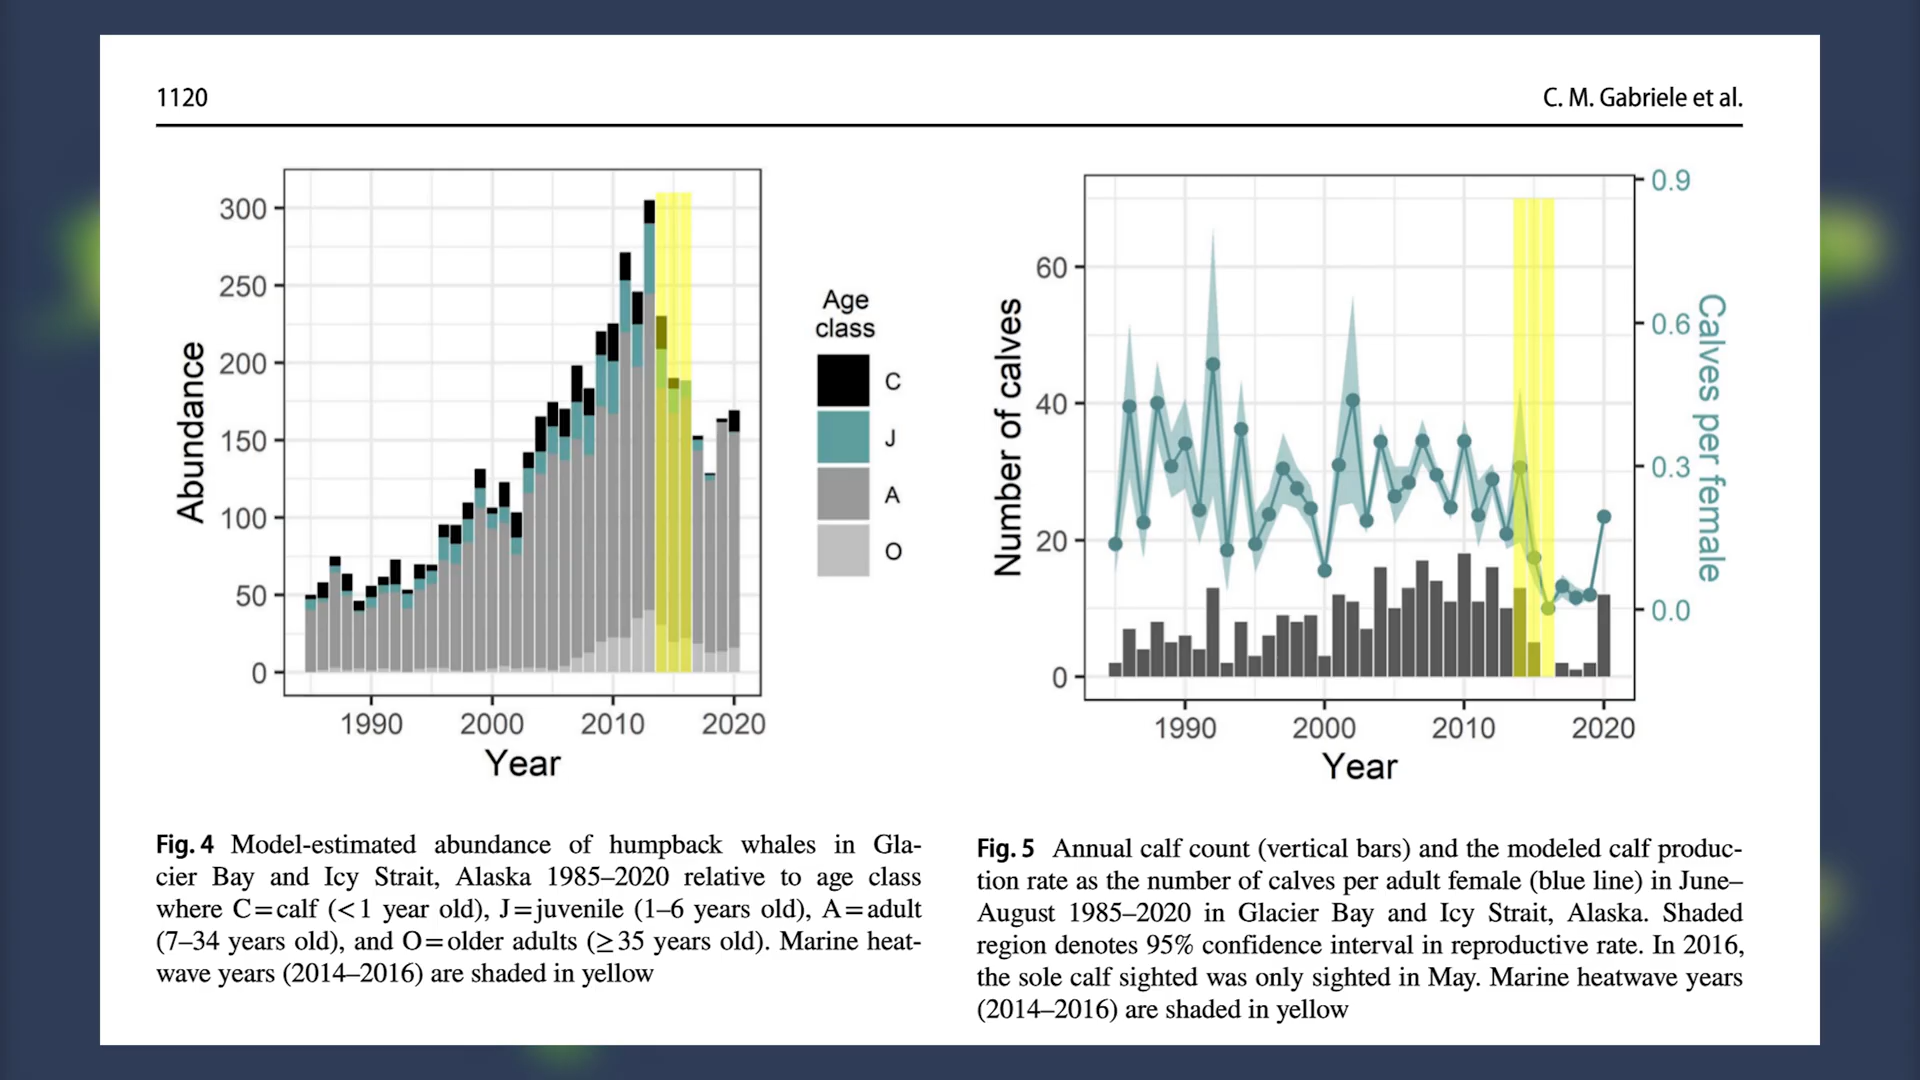 1120
C. M. Gabriele et al.
300
250
200
150
100
50
0
Abundance
1990 2000 2010 2020
Year
Age
class
C
J
A
O
60
40
20
0
Number of calves
0.9
0.6
0.3
0.0
Calves per female
1990 2000 2010 2020
Year
Fig. 4 Model-estimated abundance of humpback whales in Gla-
cier Bay and Icy Strait, Alaska 1985–2020 relative to age class
where C=calf (<1 year old), J=juvenile (1–6 years old), A=adult
(7–34 years old), and O=older adults (≥35 years old). Marine heat-
wave years (2014–2016) are shaded in yellow
Fig. 5 Annual calf count (vertical bars) and the modeled calf produc-
tion rate as the number of calves per adult female (blue line) in June–
August 1985–2020 in Glacier Bay and Icy Strait, Alaska. Shaded
region denotes 95% confidence interval in reproductive rate. In 2016,
the sole calf sighted was only sighted in May. Marine heatwave years
(2014–2016) are shaded in yellow